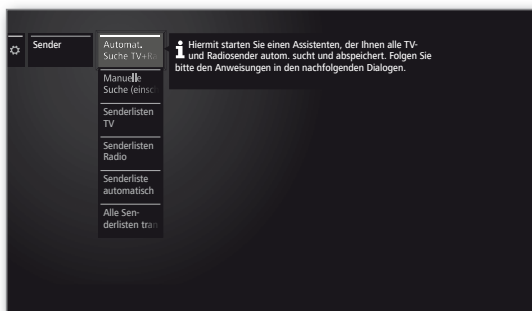 Sender
Automat.
Suche TV+Ra
Manuelle
Suche (einsch
Senderlisten
TV
Senderlisten
Radio
Senderliste
automatisch
Alle Sen-
derlisten tran
Hiermit starten Sie einen Assistenten, der Ihnen alle TV-
und Radiosender autom. sucht und abspeichert. Folgen Sie
bitte den Anweisungen in den nachfolgenden Dialogen.